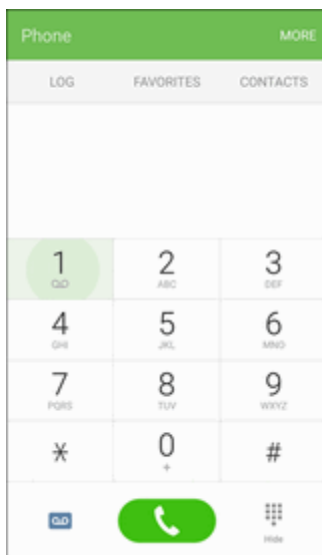 Phone MORE
LOG FAVORITES CONTACTS
1 2 3
ABC DEF
4 5 6
GHI JKL MNO
7 8 9
PQRS TUV WXYZ
* 0 #
+
Hide